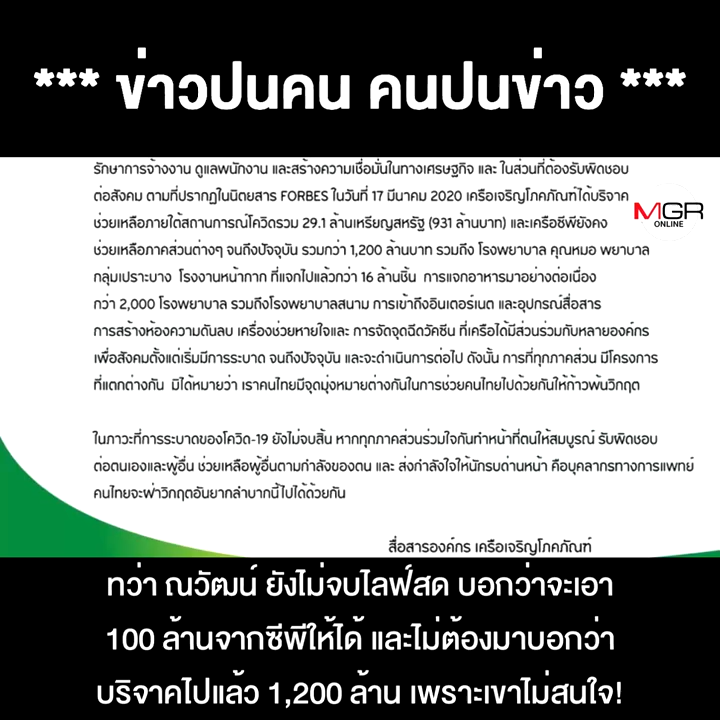 *** ข่าวปนคน คนปนข่าว ***
รักษาการจ้างงาน ดูแลพนักงาน และสร้างความเชื่อมั่นในทางเศรษฐกิจ และ ในส่วนที่ต้องรับผิดชอบ
ต่อสังคม ตามที่ปรากฏในนิตยสาร FORBES ในวันที่ 17 มีนาคม 2020 เครือเจริญโภคภัณฑ์ได้บริจาค
ช่วยเหลือภายใต้สถานการณ์โควิดรวม 29.1 ล้านเหรียญสหรัฐ (931 ล้านบาท) และเครือซีพียังคง
ช่วยเหลือภาคส่วนต่างๆ จนถึงปัจจุบัน รวมกว่า 1,200 ล้านบาท รวมถึง โรงพยาบาล คุณหมอ พยาบาล
กลุ่มเปราะบาง โรงงานหน้ากาก ที่แจกไปแล้วกว่า 16 ล้านชิ้น การแจกอาหารมาอย่างต่อเนื่อง
กว่า 2,000 โรงพยาบาล รวมถึงโรงพยาบาลสนาม การเข้าถึงอินเตอร์เนต และอุปกรณ์สื่อสาร
การสร้างห้องความดันลบ เครื่องช่วยหายใจและ การจัดจุดฉีดวัคซีน ที่เครือได้มีส่วนร่วมกับหลายองค์กร
เพื่อสังคมตั้งแต่เริ่มมีการระบาด จนถึงปัจจุบัน และจะดำเนินการต่อไป ดังนั้น การที่ทุกภาคส่วน มีโครงการ
ที่แตกต่างกัน มิได้หมายว่า เราคนไทยมีจุดมุ่งหมายต่างกันในการช่วยคนไทยไปด้วยกันให้ก้าวพ้นวิกฤต
MGR
ONLINE
ในภาวะที่การระบาดของโควิด-19 ยังไม่จบสิ้น หากทุกภาคส่วนร่วมใจกันทำหน้าที่ตนให้สมบูรณ์ รับผิดชอบ
ต่อตนเองและผู้อื่น ช่วยเหลือผู้อื่นตามกำลังของตน และ ส่งกำลังใจให้นักรบด่านหน้า คือบุคลากรทางการแพทย์
คนไทยจะฝ่าวิกฤตอันยากลำบากนี้ไปได้ด้วยกัน
สื่อสารองค์กร เครือเจริญโภคภัณฑ์
ทว่า ณวัฒน์ ยังไม่จบไลฟ์สด บอกว่าจะเอา
100 ล้านจากซีพีให้ได้ และไม่ต้องมาบอกว่า
บริจาคไปแล้ว 1,200 ล้าน เพราะเขาไม่สนใจ!